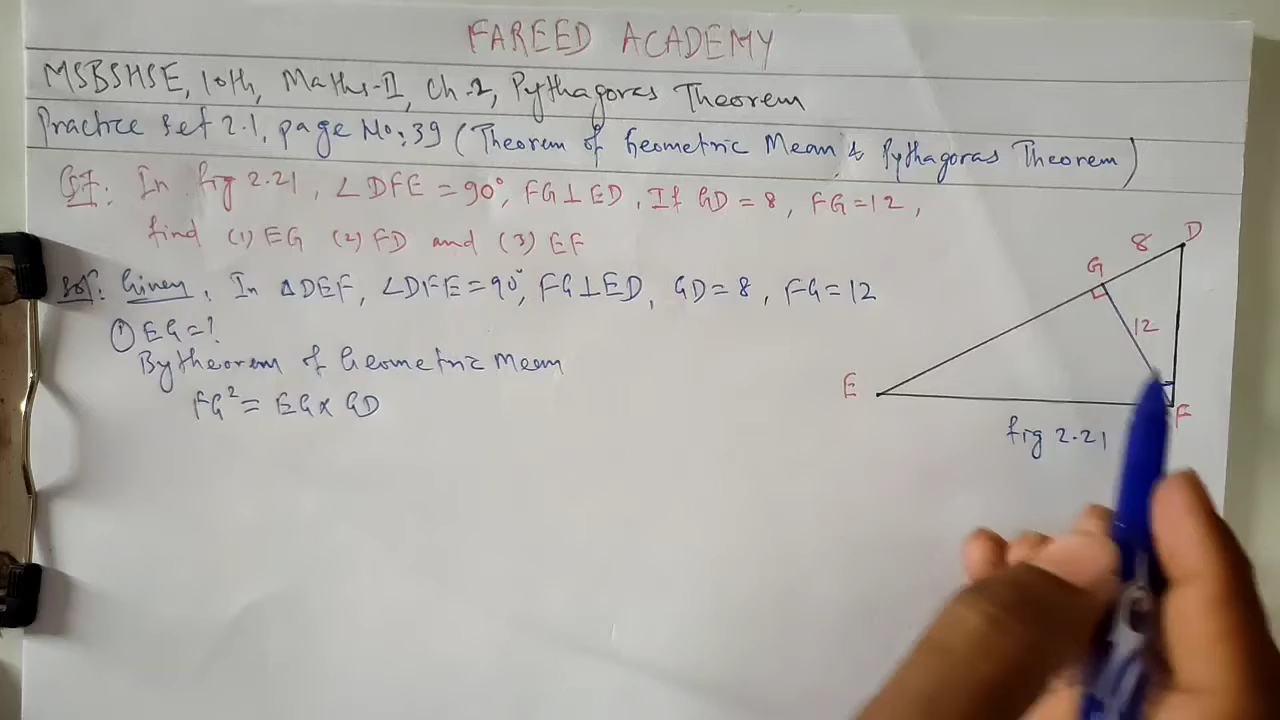 FAREED ACADEMY
MSBSHSE, 10th, Maths-II, Ch-2, Pythagoras Theorem
Practice set 2.1, page No:39 (Theorem of Geometric Mean & Pythagoras Theorem)
Q7: In fig 2.21, ∠DFE = 90°, FG⊥ED, If GD = 8, FG=12,
find (1) EG (2) FD and (3) EF
Solⁿ: Given, In △DEF, ∠DFE=90°, FG⊥ED, GD=8, FG=12
① EG=?
By theorem of Geometric Mean
FG² = EG × GD
D
8
G
12
E
F
fig 2.21